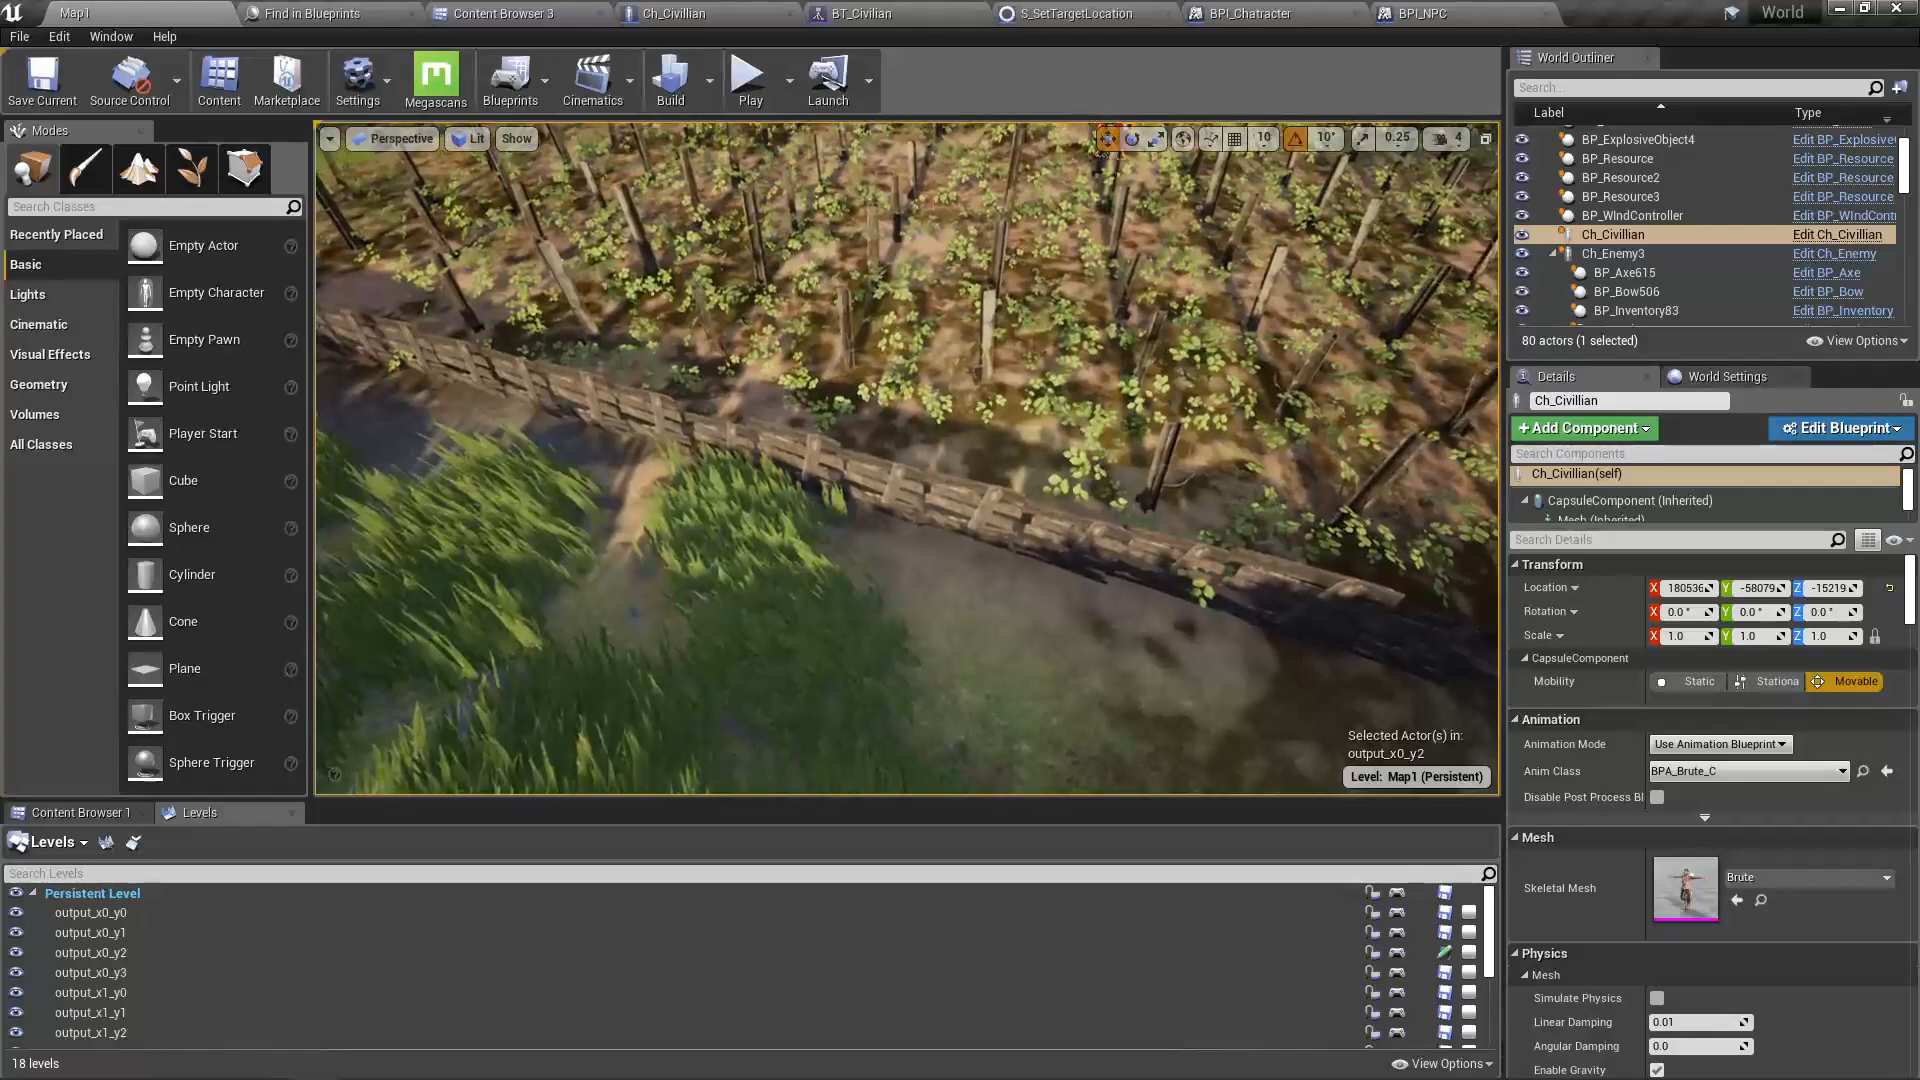 Map1
Find in Blueprints
Content Browser 3
Ch_Civillian
BT_Civilian
S_SetTargetLocation
BPI_Chatracter
BPI_NPC
World
File Edit Window Help
Save Current
Source Control
Content
Marketplace
Settings
Megascans
Blueprints
Cinematics
Build
Play
Launch
Modes
Search Classes
Recently Placed
Basic
Lights
Cinematic
Visual Effects
Geometry
Volumes
All Classes
Empty Actor
Empty Character
Empty Pawn
Point Light
Player Start
Cube
Sphere
Cylinder
Cone
Plane
Box Trigger
Sphere Trigger
Perspective
Lit
Show
10
10°
0.25
4
Selected Actor(s) in:
output_x0_y2
Level: Map1 (Persistent)
World Outliner
Search...
Label Type
BP_ExplosiveObject4 Edit BP_Explosive
BP_Resource Edit BP_Resource
BP_Resource2 Edit BP_Resource
BP_Resource3 Edit BP_Resource
BP_WIndController Edit BP_WIndCont
Ch_Civillian Edit Ch_Civillian
Ch_Enemy3 Edit Ch_Enemy
BP_Axe615 Edit BP_Axe
BP_Bow506 Edit BP_Bow
BP_Inventory83 Edit BP_Inventory
80 actors (1 selected)
View Options
Details
World Settings
Ch_Civillian
+Add Component
Edit Blueprint
Search Components
Ch_Civillian(self)
CapsuleComponent (Inherited)
Mesh (Inherited)
Search Details
Transform
Location X 180536 Y -58079 Z -15219
Rotation X 0.0 ° Y 0.0 ° Z 0.0 °
Scale X 1.0 Y 1.0 Z 1.0
CapsuleComponent
Mobility Static Stationa Movable
Animation
Animation Mode Use Animation Blueprint
Anim Class BPA_Brute_C
Disable Post Process Bl
Mesh
Skeletal Mesh Brute
Physics
Mesh
Simulate Physics
Linear Damping 0.01
Angular Damping 0.0
Enable Gravity
Content Browser 1
Levels
Levels
Search Levels
Persistent Level
output_x0_y0
output_x0_y1
output_x0_y2
output_x0_y3
output_x1_y0
output_x1_y1
output_x1_y2
18 levels
View Options